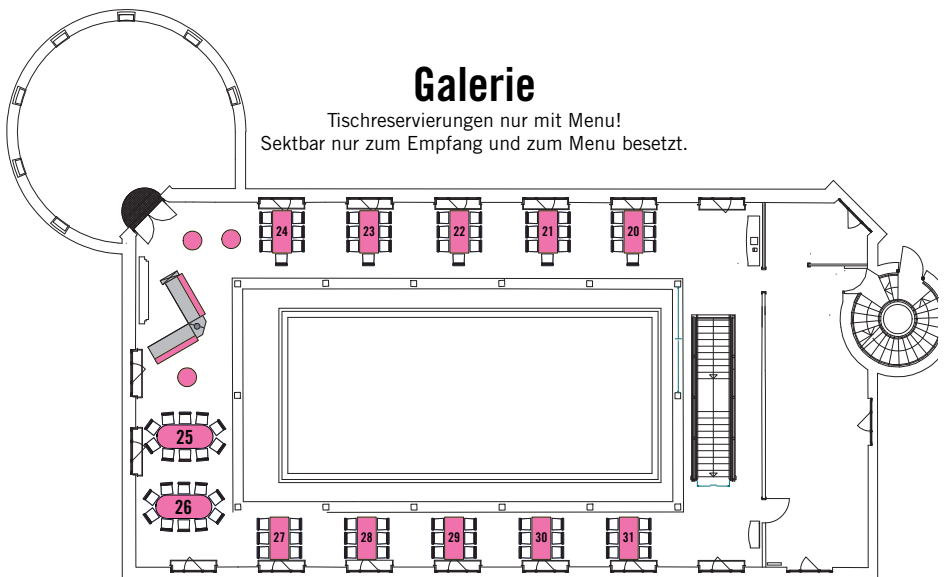 Galerie
Tischreservierungen nur mit Menu!
Sektbar nur zum Empfang und zum Menu besetzt.
24 23 22 21 20
25
26
27 28 29 30 31